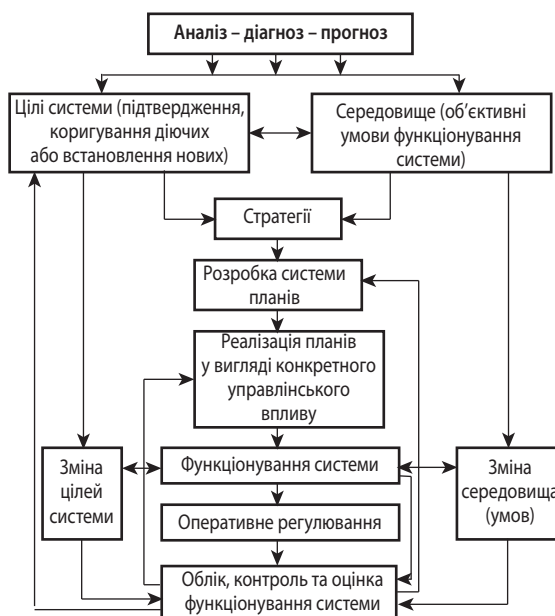 Аналіз – діагноз – прогноз
Цілі системи (підтвердження,
коригування діючих
або встановлення нових)
Середовище (об’єктивні
умови функціонування
системи)
Стратегії
Розробка системи
планів
Реалізація планів
у вигляді конкретного
управлінського
впливу
Зміна
цілей
системи
Функціонування системи
Зміна
середовища
(умов)
Оперативне регулювання
Облік, контроль та оцінка
функціонування системи